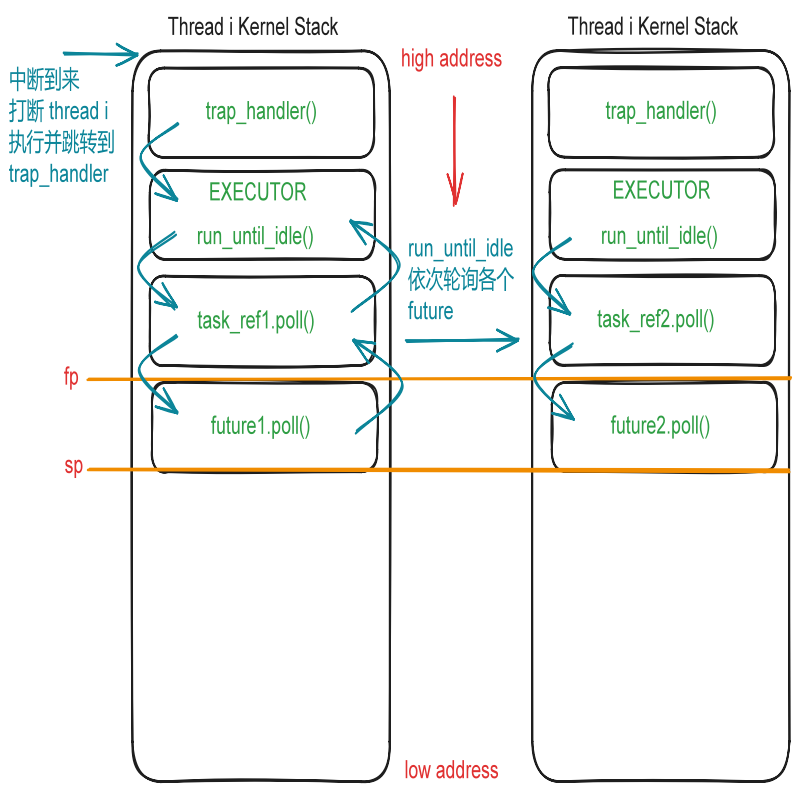 Thread i Kernel Stack
中断到来
打断 thread i
执行并跳转到
trap_handler
trap_handler()
EXECUTOR
run_until_idle()
task_ref1.poll()
fp
future1.poll()
sp
high address
run_until_idle
依次轮询各个
future
low address
Thread i Kernel Stack
trap_handler()
EXECUTOR
run_until_idle()
task_ref2.poll()
future2.poll()